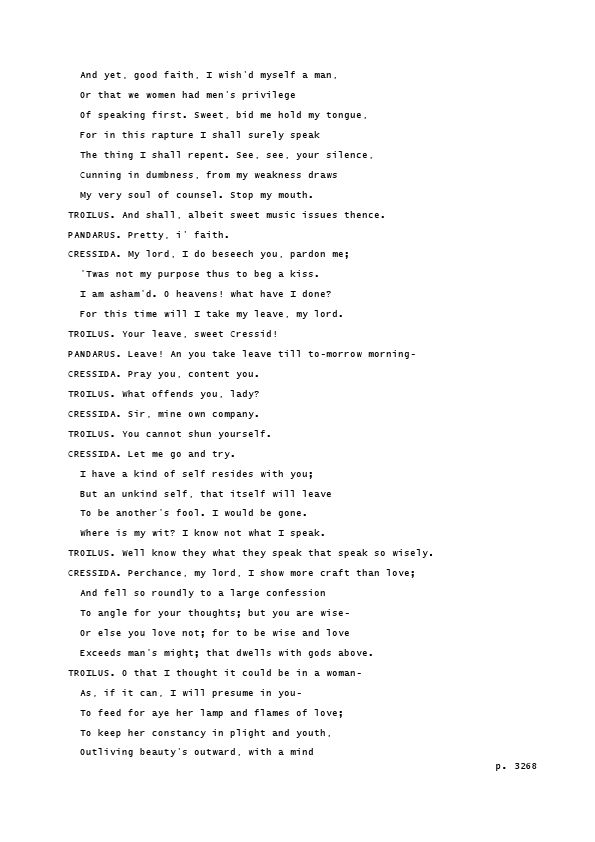 And yet, good faith, I wish'd myself a man,
Or that we women had men's privilege
Of speaking first. Sweet, bid me hold my tongue,
For in this rapture I shall surely speak
The thing I shall repent. See, see, your silence,
Cunning in dumbness, from my weakness draws
My very soul of counsel. Stop my mouth.
TROILUS. And shall, albeit sweet music issues thence.
PANDARUS. Pretty, i' faith.
CRESSIDA. My lord, I do beseech you, pardon me;
'Twas not my purpose thus to beg a kiss.
I am asham'd. O heavens! what have I done?
For this time will I take my leave, my lord.
TROILUS. Your leave, sweet Cressid!
PANDARUS. Leave! An you take leave till to-morrow morning-
CRESSIDA. Pray you, content you.
TROILUS. What offends you, lady?
CRESSIDA. Sir, mine own company.
TROILUS. You cannot shun yourself.
CRESSIDA. Let me go and try.
I have a kind of self resides with you;
But an unkind self, that itself will leave
To be another's fool. I would be gone.
Where is my wit? I know not what I speak.
TROILUS. Well know they what they speak that speak so wisely.
CRESSIDA. Perchance, my lord, I show more craft than love;
And fell so roundly to a large confession
To angle for your thoughts; but you are wise-
Or else you love not; for to be wise and love
Exceeds man's might; that dwells with gods above.
TROILUS. O that I thought it could be in a woman-
As, if it can, I will presume in you-
To feed for aye her lamp and flames of love;
To keep her constancy in plight and youth,
Outliving beauty's outward, with a mind
p. 3268